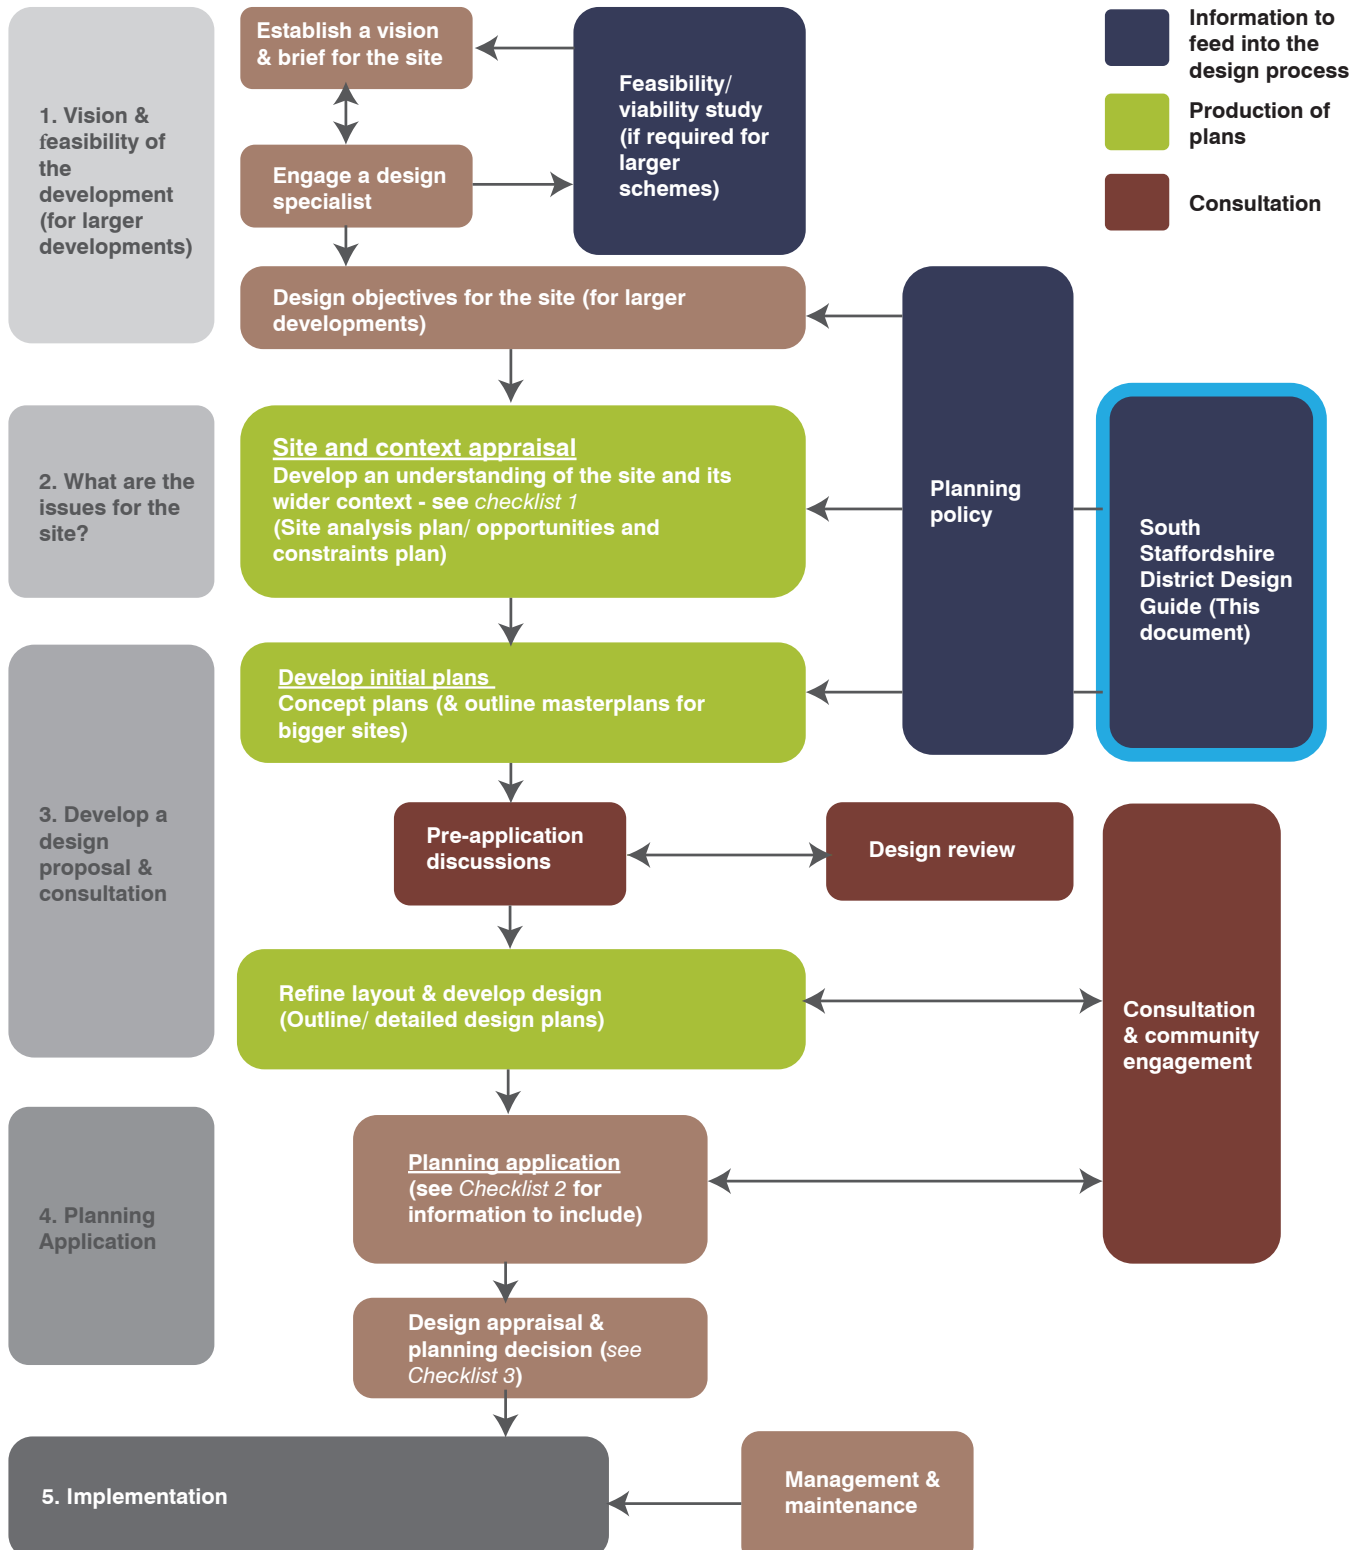 Establish a vision
& brief for the site
Feasibility/
viability study
(if required for
larger
schemes)
Information to
feed into the
design process
Production of
plans
Consultation
1. Vision &
feasibility of
the
development
(for larger
developments)
Engage a design
specialist
Design objectives for the site (for larger
developments)
2. What are the
issues for the
site?
Site and context appraisal
Develop an understanding of the site and its
wider context - see checklist 1
(Site analysis plan/ opportunities and
constraints plan)
Planning
policy
South
Staffordshire
District Design
Guide (This
document)
Develop initial plans
Concept plans (& outline masterplans for
bigger sites)
3. Develop a
design
proposal &
consultation
Pre-application
discussions
Design review
Refine layout & develop design
(Outline/ detailed design plans)
Consultation
& community
engagement
4. Planning
Application
Planning application
(see Checklist 2 for
information to include)
Design appraisal &
planning decision (see
Checklist 3)
5. Implementation
Management &
maintenance